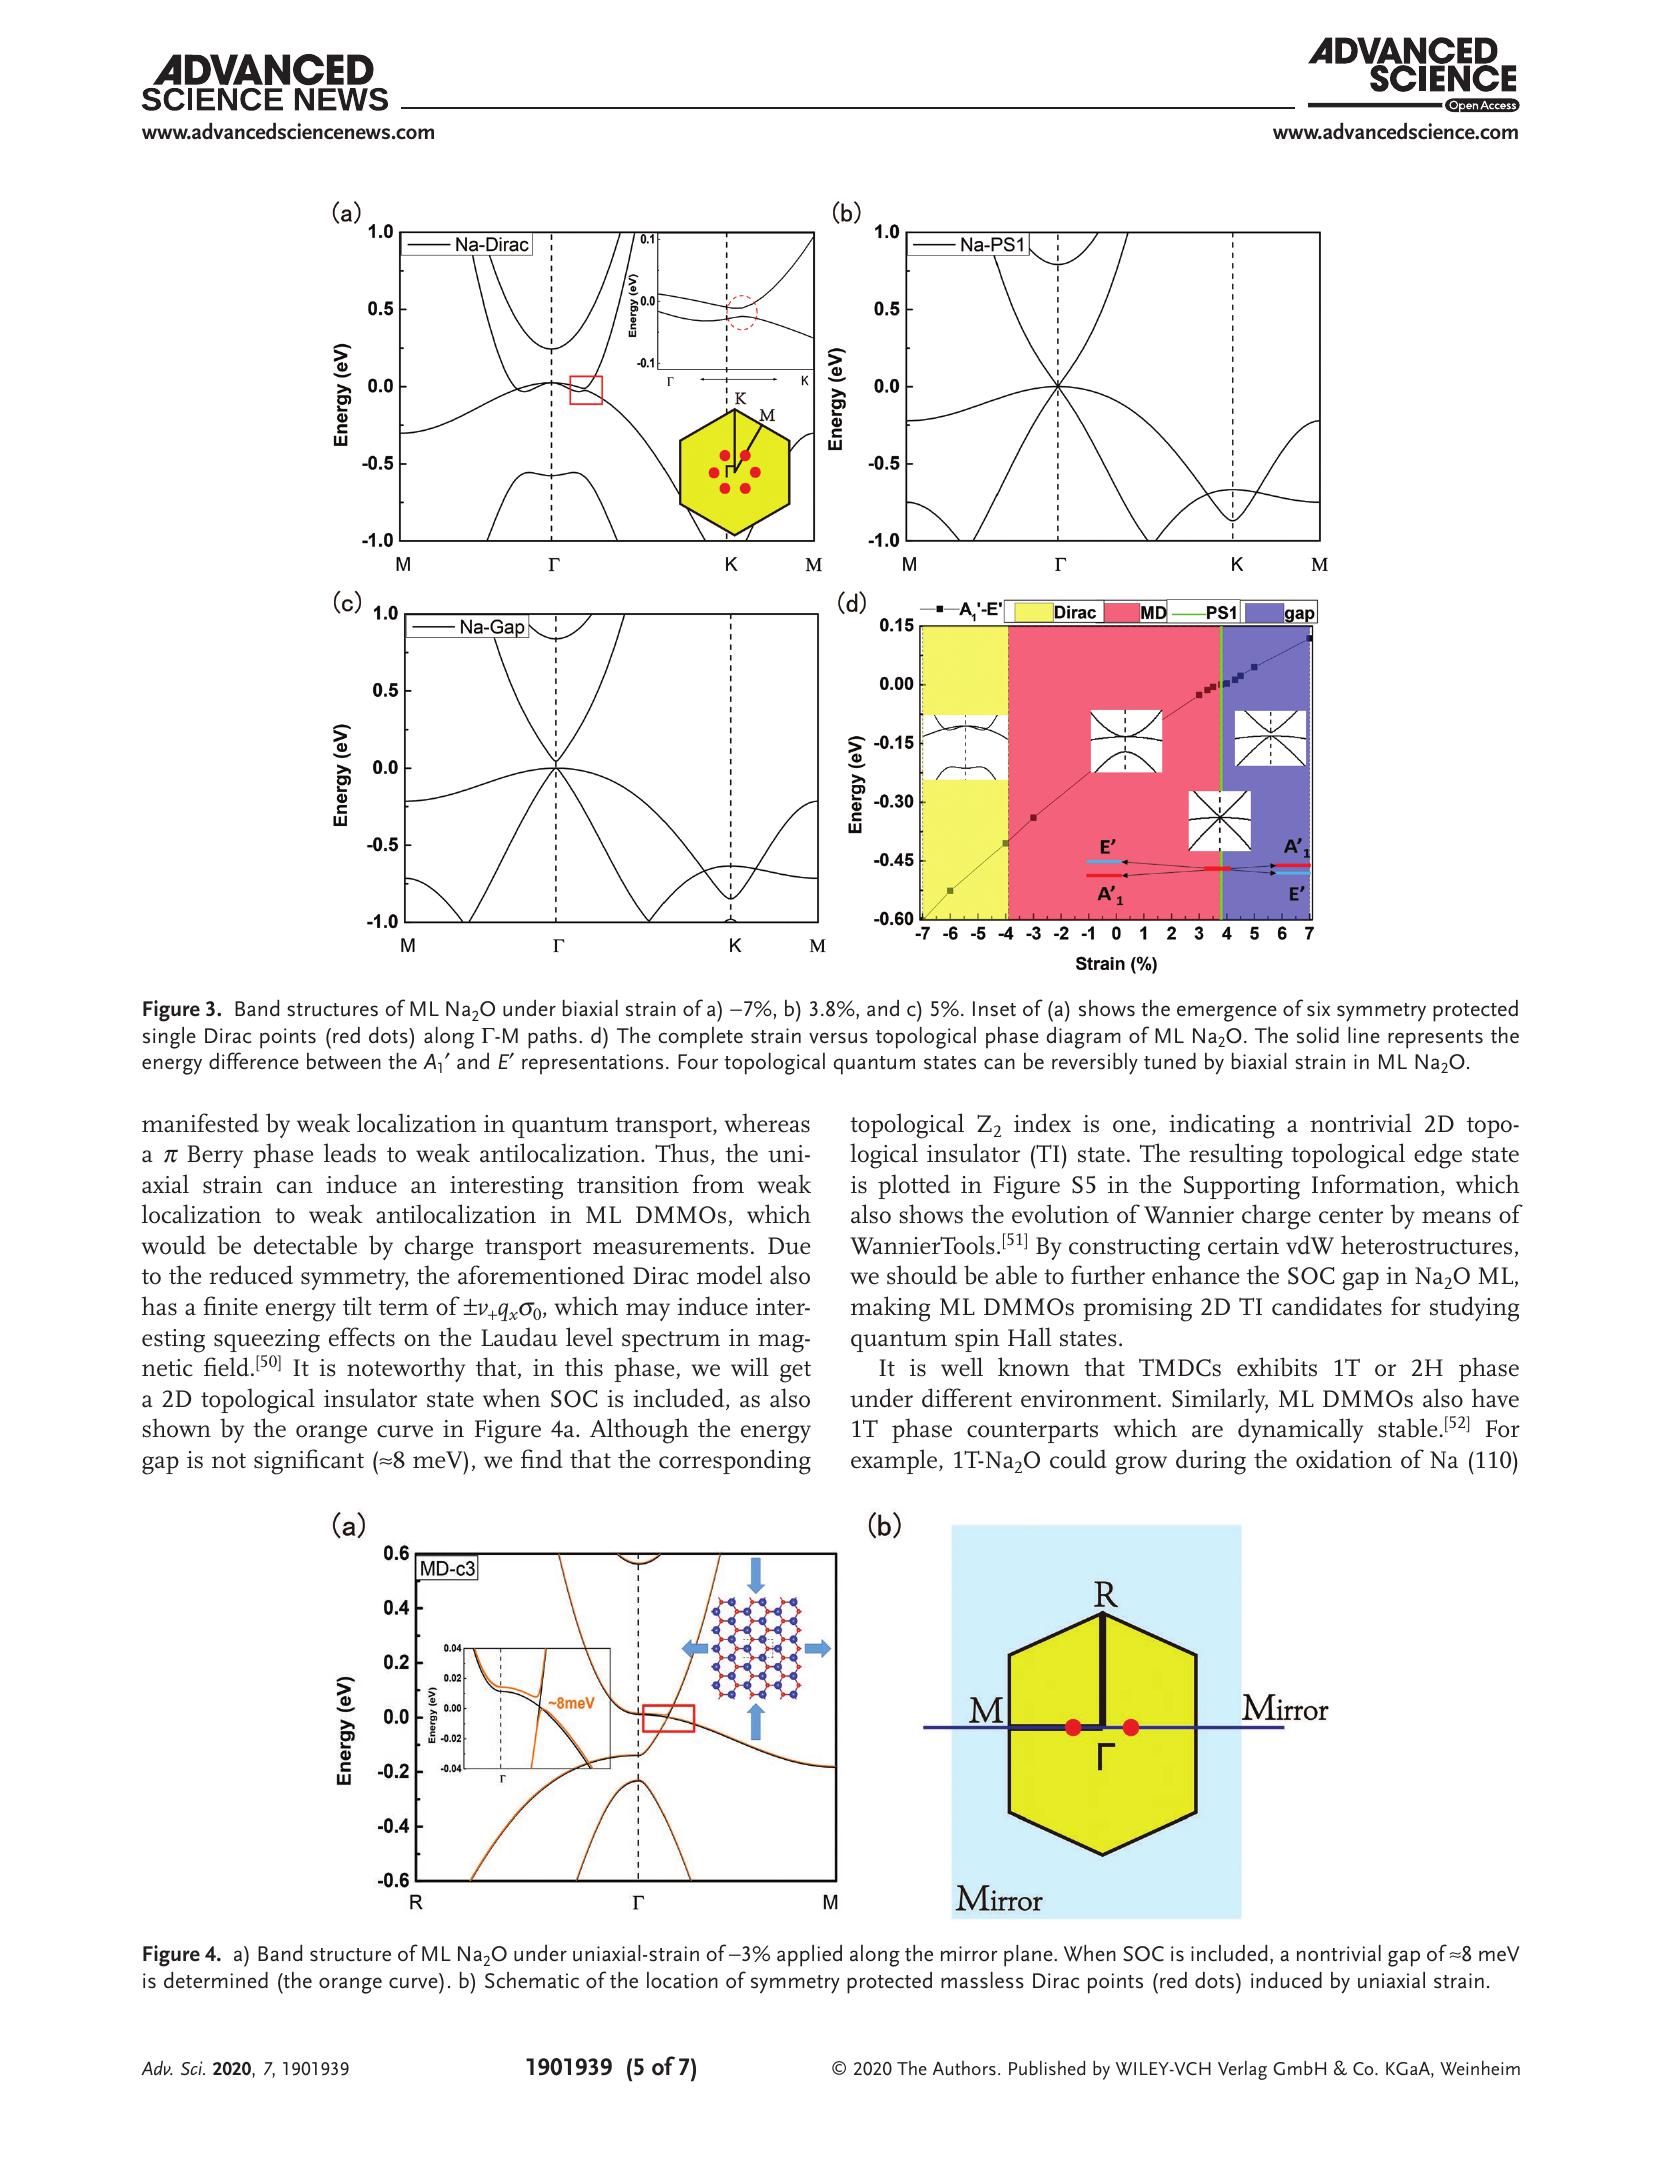 ADVANCED
SCIENCE NEWS
www.advancedsciencenews.com
ADVANCED
SCIENCE
Open Access
www.advancedscience.com
(a)
Na-Dirac
1.0
0.5
0.0
-0.5
-1.0
Energy (eV)
M
Γ
K
M
0.1
0.0
-0.1
Energy (eV)
Γ
K
K
M
Γ
(b)
Na-PS1
1.0
0.5
0.0
-0.5
-1.0
Energy (eV)
M
Γ
K
M
(c)
Na-Gap
1.0
0.5
0.0
-0.5
-1.0
Energy (eV)
M
Γ
K
M
(d)
A1'-E'
Dirac
MD
PS1
gap
0.15
0.00
-0.15
-0.30
-0.45
-0.60
Energy (eV)
E'
A'1
A'1
E'
-7 -6 -5 -4 -3 -2 -1 0 1 2 3 4 5 6 7
Strain (%)
Figure 3. Band structures of ML Na2O under biaxial strain of a) −7%, b) 3.8%, and c) 5%. Inset of (a) shows the emergence of six symmetry protected
single Dirac points (red dots) along Γ-M paths. d) The complete strain versus topological phase diagram of ML Na2O. The solid line represents the
energy difference between the A1′ and E′ representations. Four topological quantum states can be reversibly tuned by biaxial strain in ML Na2O.
manifested by weak localization in quantum transport, whereas
a π Berry phase leads to weak antilocalization. Thus, the uni-
axial strain can induce an interesting transition from weak
localization to weak antilocalization in ML DMMOs, which
would be detectable by charge transport measurements. Due
to the reduced symmetry, the aforementioned Dirac model also
has a finite energy tilt term of ±v+qxσ0, which may induce inter-
esting squeezing effects on the Laudau level spectrum in mag-
netic field.[50] It is noteworthy that, in this phase, we will get
a 2D topological insulator state when SOC is included, as also
shown by the orange curve in Figure 4a. Although the energy
gap is not significant (≈8 meV), we find that the corresponding
topological Z2 index is one, indicating a nontrivial 2D topo-
logical insulator (TI) state. The resulting topological edge state
is plotted in Figure S5 in the Supporting Information, which
also shows the evolution of Wannier charge center by means of
WannierTools.[51] By constructing certain vdW heterostructures,
we should be able to further enhance the SOC gap in Na2O ML,
making ML DMMOs promising 2D TI candidates for studying
quantum spin Hall states.
It is well known that TMDCs exhibits 1T or 2H phase
under different environment. Similarly, ML DMMOs also have
1T phase counterparts which are dynamically stable.[52] For
example, 1T-Na2O could grow during the oxidation of Na (110)
(a)
MD-c3
0.6
0.4
0.2
0.0
-0.2
-0.4
-0.6
Energy (eV)
R
Γ
M
0.04
0.02
0.00
-0.02
-0.04
Energy (eV)
Γ
~8meV
(b)
R
M
Γ
Mirror
Mirror
Figure 4. a) Band structure of ML Na2O under uniaxial-strain of −3% applied along the mirror plane. When SOC is included, a nontrivial gap of ≈8 meV
is determined (the orange curve). b) Schematic of the location of symmetry protected massless Dirac points (red dots) induced by uniaxial strain.
Adv. Sci. 2020, 7, 1901939
1901939 (5 of 7)
© 2020 The Authors. Published by WILEY-VCH Verlag GmbH & Co. KGaA, Weinheim